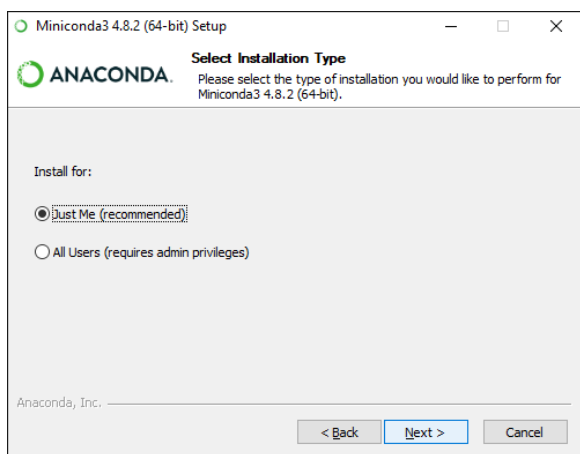 Miniconda3 4.8.2 (64-bit) Setup
ANACONDA.
Select Installation Type
Please select the type of installation you would like to perform for
Miniconda3 4.8.2 (64-bit).
Install for:
Just Me (recommended)
All Users (requires admin privileges)
Anaconda, Inc.
< Back Next > Cancel